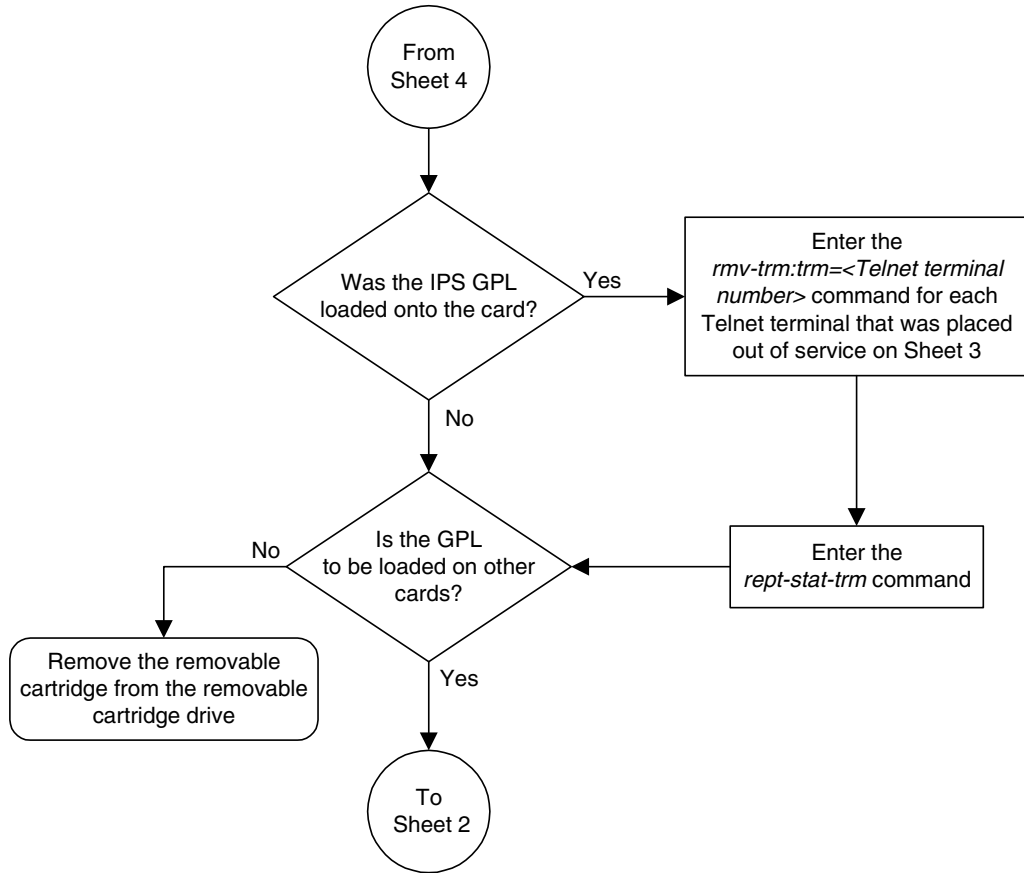 From
Sheet 4
Was the IPS GPL
loaded onto the card?
Yes
Enter the
rmv-trm:trm=<Telnet terminal
number> command for each
Telnet terminal that was placed
out of service on Sheet 3
No
Is the GPL
to be loaded on other
cards?
No
Enter the
rept-stat-trm command
Remove the removable
cartridge from the removable
cartridge drive
Yes
To
Sheet 2